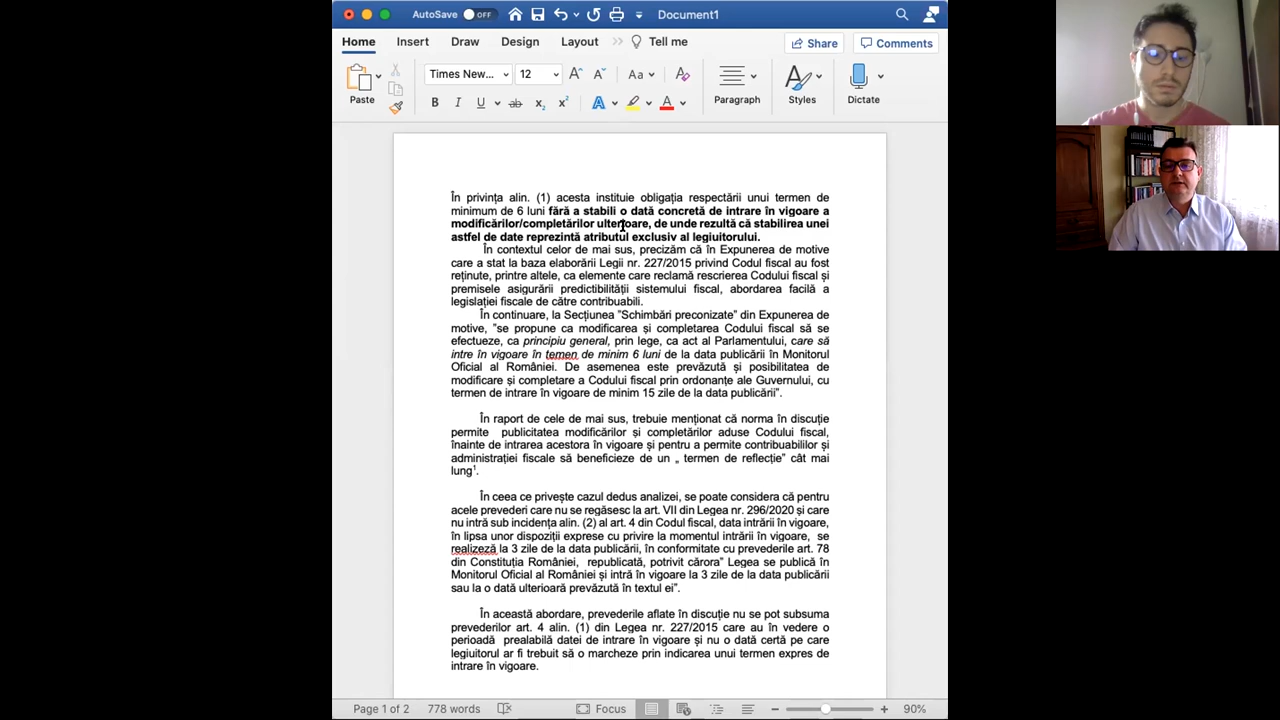 AutoSave OFF Document1
Home Insert Draw Design Layout Tell me Share Comments
Times New... 12 Aa
Paste Paragraph Styles Dictate
În privința alin. (1) acesta instituie obligația respectării unui termen de
minimum de 6 luni fără a stabili o dată concretă de intrare în vigoare a
modificărilor/completărilor ulterioare, de unde rezultă că stabilirea unei
astfel de date reprezintă atributul exclusiv al legiuitorului.
În contextul celor de mai sus, precizăm că în Expunerea de motive
care a stat la baza elaborării Legii nr. 227/2015 privind Codul fiscal au fost
reținute, printre altele, ca elemente care reclamă rescrierea Codului fiscal și
premisele asigurării predictibilității sistemului fiscal, abordarea facilă a
legislației fiscale de către contribuabili.
În continuare, la Secțiunea ”Schimbări preconizate” din Expunerea de
motive, ”se propune ca modificarea și completarea Codului fiscal să se
efectueze, ca principiu general, prin lege, ca act al Parlamentului, care să
intre în vigoare în temen de minim 6 luni de la data publicării în Monitorul
Oficial al României. De asemenea este prevăzută și posibilitatea de
modificare și completare a Codului fiscal prin ordonanțe ale Guvernului, cu
termen de intrare în vigoare de minim 15 zile de la data publicării”.
În raport de cele de mai sus, trebuie menționat că norma în discuție
permite publicitatea modificărilor și completărilor aduse Codului fiscal,
înainte de intrarea acestora în vigoare și pentru a permite contribuabililor și
administrației fiscale să beneficieze de un „ termen de reflecție” cât mai
lung¹.
În ceea ce privește cazul dedus analizei, se poate considera că pentru
acele prevederi care nu se regăsesc la art. VII din Legea nr. 296/2020 și care
nu intră sub incidența alin. (2) al art. 4 din Codul fiscal, data intrării în vigoare,
în lipsa unor dispoziții exprese cu privire la momentul intrării în vigoare, se
realizeză la 3 zile de la data publicării, în conformitate cu prevederile art. 78
din Constituția României, republicată, potrivit cărora” Legea se publică în
Monitorul Oficial al României și intră în vigoare la 3 zile de la data publicării
sau la o dată ulterioară prevăzută în textul ei”.
În această abordare, prevederile aflate în discuție nu se pot subsuma
prevederilor art. 4 alin. (1) din Legea nr. 227/2015 care au în vedere o
perioadă prealabilă datei de intrare în vigoare și nu o dată certă pe care
legiuitorul ar fi trebuit să o marcheze prin indicarea unui termen expres de
intrare în vigoare.
Page 1 of 2 778 words Focus 90%